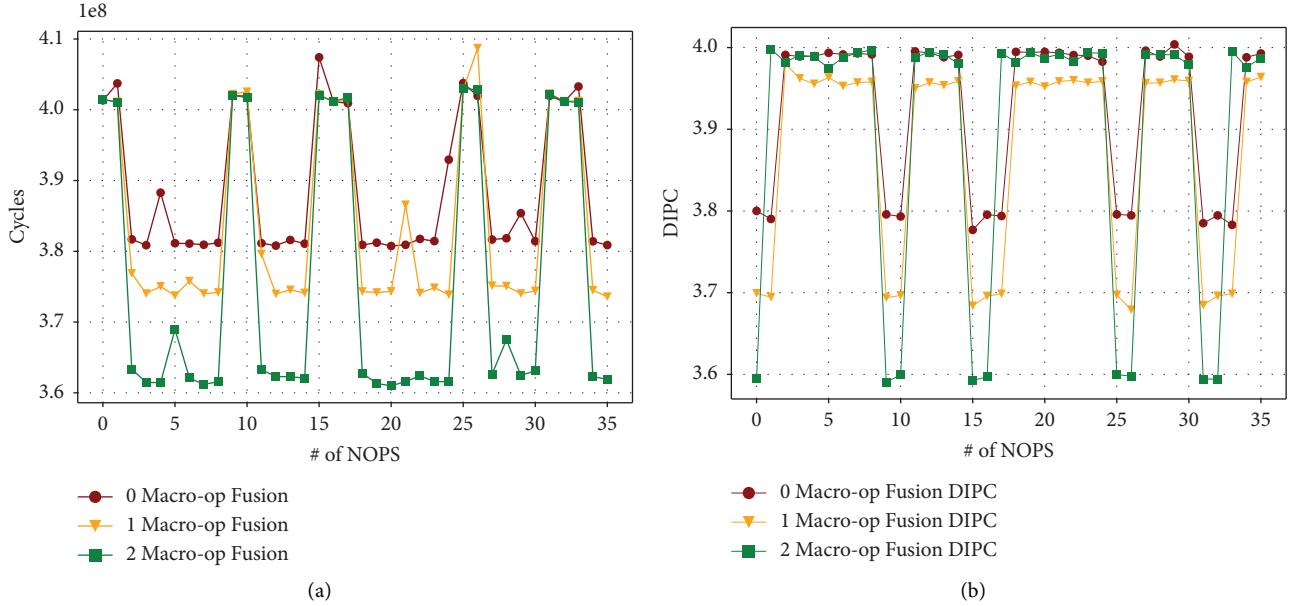 1e8
4.1
4.0
3.9
3.8
3.7
3.6
Cycles
0 5 10 15 20 25 30 35
# of NOPS
0 Macro-op Fusion
1 Macro-op Fusion
2 Macro-op Fusion
(a)
4.0
3.9
3.8
3.7
3.6
DIPC
0 5 10 15 20 25 30 35
# of NOPS
0 Macro-op Fusion DIPC
1 Macro-op Fusion DIPC
2 Macro-op Fusion DIPC
(b)